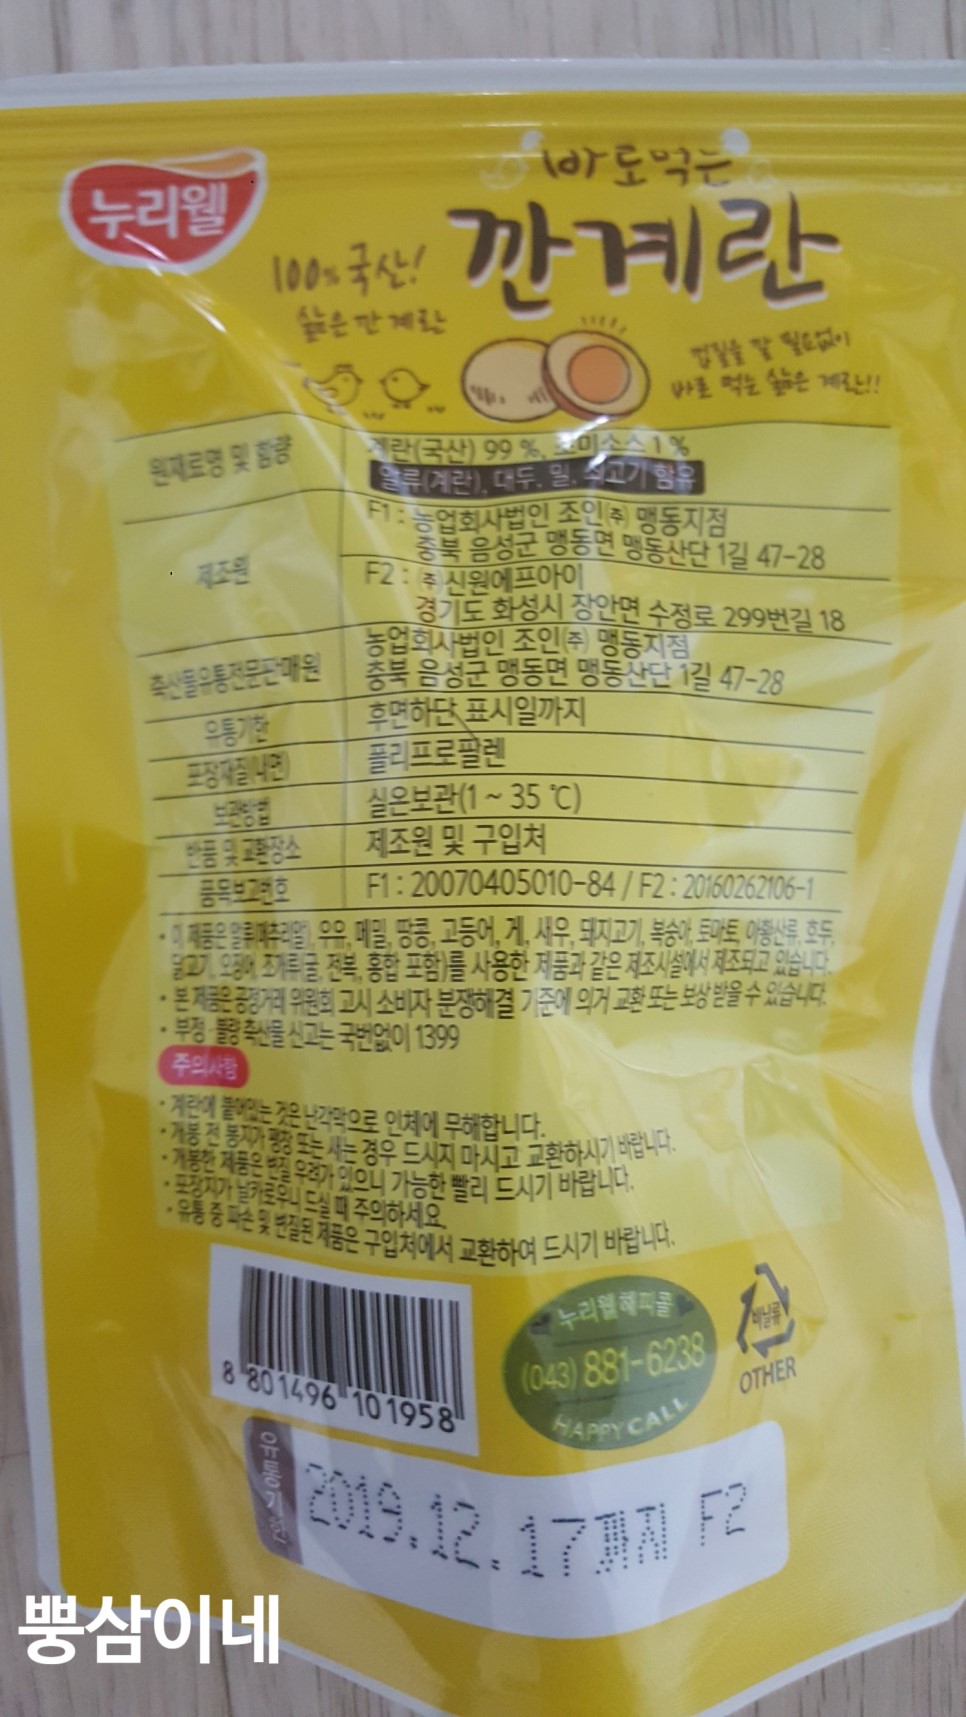 누리웰
바로먹는
깐계란
100% 국산!
삶은 깐 계란
껍질을 깔 필요없이
바로 먹는 삶은 계란!!
원재료명 및 함량
계란(국산) 99 %, 조미소스 1 %
알류(계란), 대두, 밀, 쇠고기 함유
제조원
F1 : 농업회사법인 조인㈜ 맹동지점
충북 음성군 맹동면 맹동산단 1길 47-28
F2 : ㈜신원에프아이
경기도 화성시 장안면 수정로 299번길 18
축산물유통전문판매원
농업회사법인 조인㈜ 맹동지점
충북 음성군 맹동면 맹동산단 1길 47-28
유통기한
후면하단 표시일까지
포장재질(내면)
폴리프로필렌
보관방법
실온보관(1 ~ 35 ℃)
반품 및 교환장소
제조원 및 구입처
품목보고번호
F1 : 20070405010-84 / F2 : 20160262106-1
• 이 제품은 알류(메추리알), 우유, 메밀, 땅콩, 고등어, 게, 새우, 돼지고기, 복숭아, 토마토, 아황산류, 호두,
닭고기, 오징어, 조개류(굴, 전복, 홍합 포함)를 사용한 제품과 같은 제조시설에서 제조되고 있습니다.
• 본 제품은 공정거래 위원회 고시 소비자 분쟁해결 기준에 의거 교환 또는 보상 받을 수 있습니다.
• 부정·불량 축산물 신고는 국번없이 1399
주의사항
• 계란에 붙어있는 것은 난각막으로 인체에 무해합니다.
• 개봉 전 봉지가 팽창 또는 새는 경우 드시지 마시고 교환하시기 바랍니다.
• 개봉한 제품은 변질 우려가 있으니 가능한 빨리 드시기 바랍니다.
• 포장지가 날카로우니 드실 때 주의하세요.
• 유통 중 파손 및 변질된 제품은 구입처에서 교환하여 드시기 바랍니다.
8 801496 101958
누리웰해피콜
(043) 881-6238
HAPPY CALL
비닐류
OTHER
유통기한
2019.12.17까지 F2
뿅삼이네